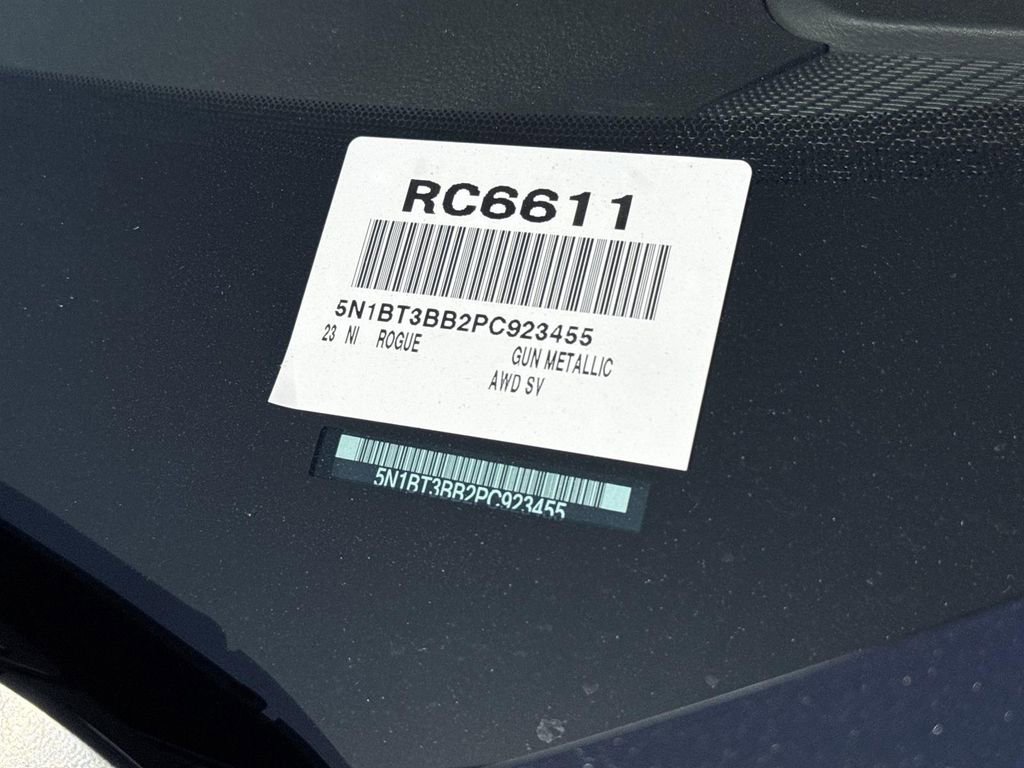 RC6611
5N1BT3BB2PC923455
23 NI ROGUE GUN METALLIC
AWD SV
5N1BT3BB2PC923455